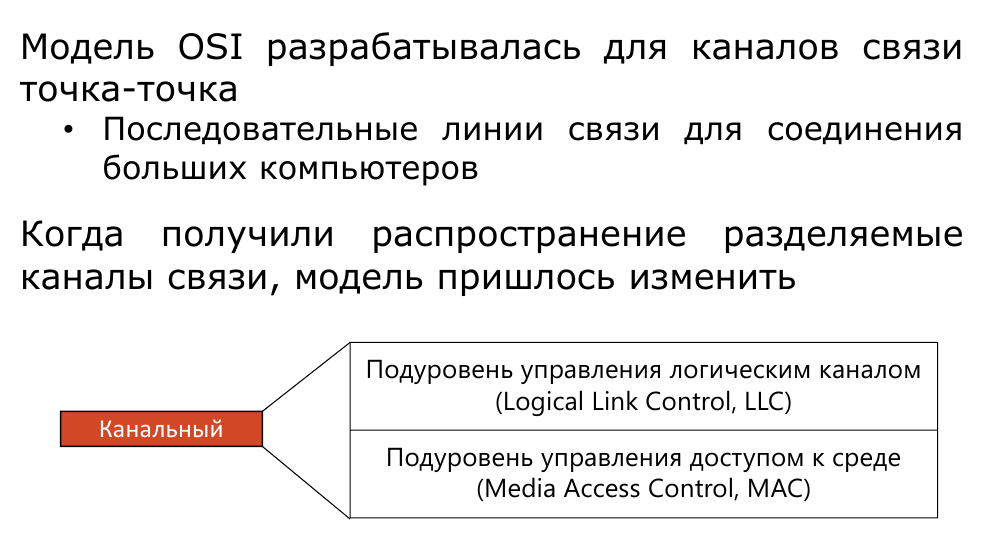 Модель OSI разрабатывалась для каналов связи
точка-точка
• Последовательные линии связи для соединения
больших компьютеров
Когда получили распространение разделяемые
каналы связи, модель пришлось изменить
Канальный
Подуровень управления логическим каналом
(Logical Link Control, LLC)
Подуровень управления доступом к среде
(Media Access Control, MAC)